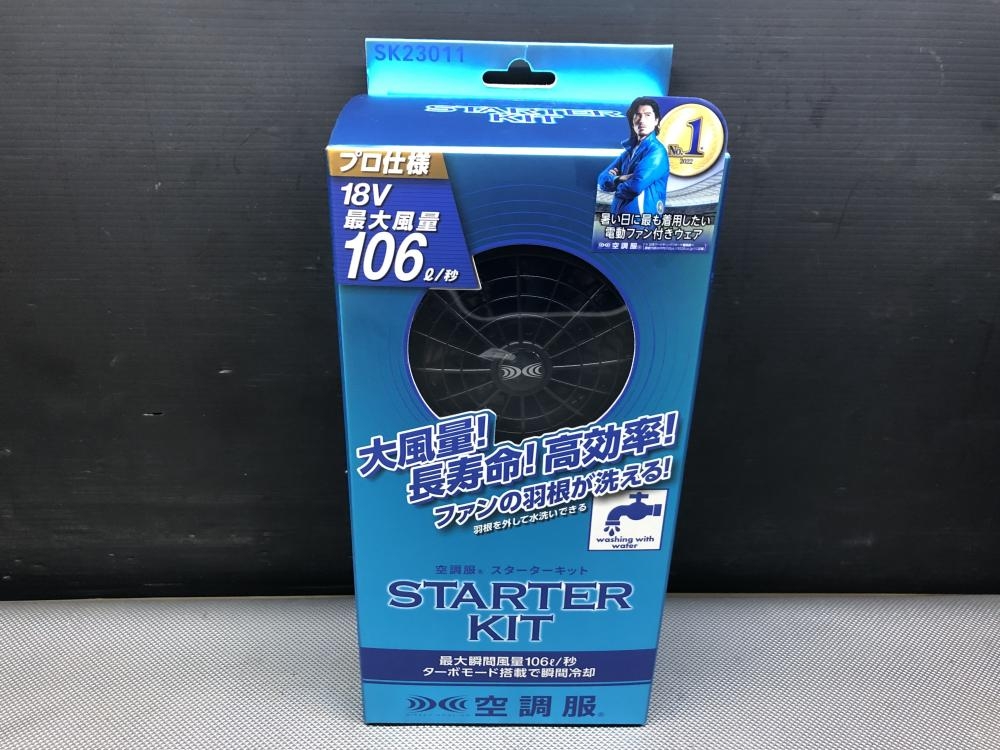 SK23011
STARTER
KIT
プロ仕様
18V
最大風量
106ℓ/秒
No.1
2022
暑い日に最も着用したい
電動ファン付きウェア
空調服®
大風量!
長寿命!高効率!
ファンの羽根が洗える!
羽根を外して水洗いできる
washing with
water
空調服® スターターキット
STARTER
KIT
最大瞬間風量106ℓ/秒
ターボモード搭載で瞬間冷却
空調服®